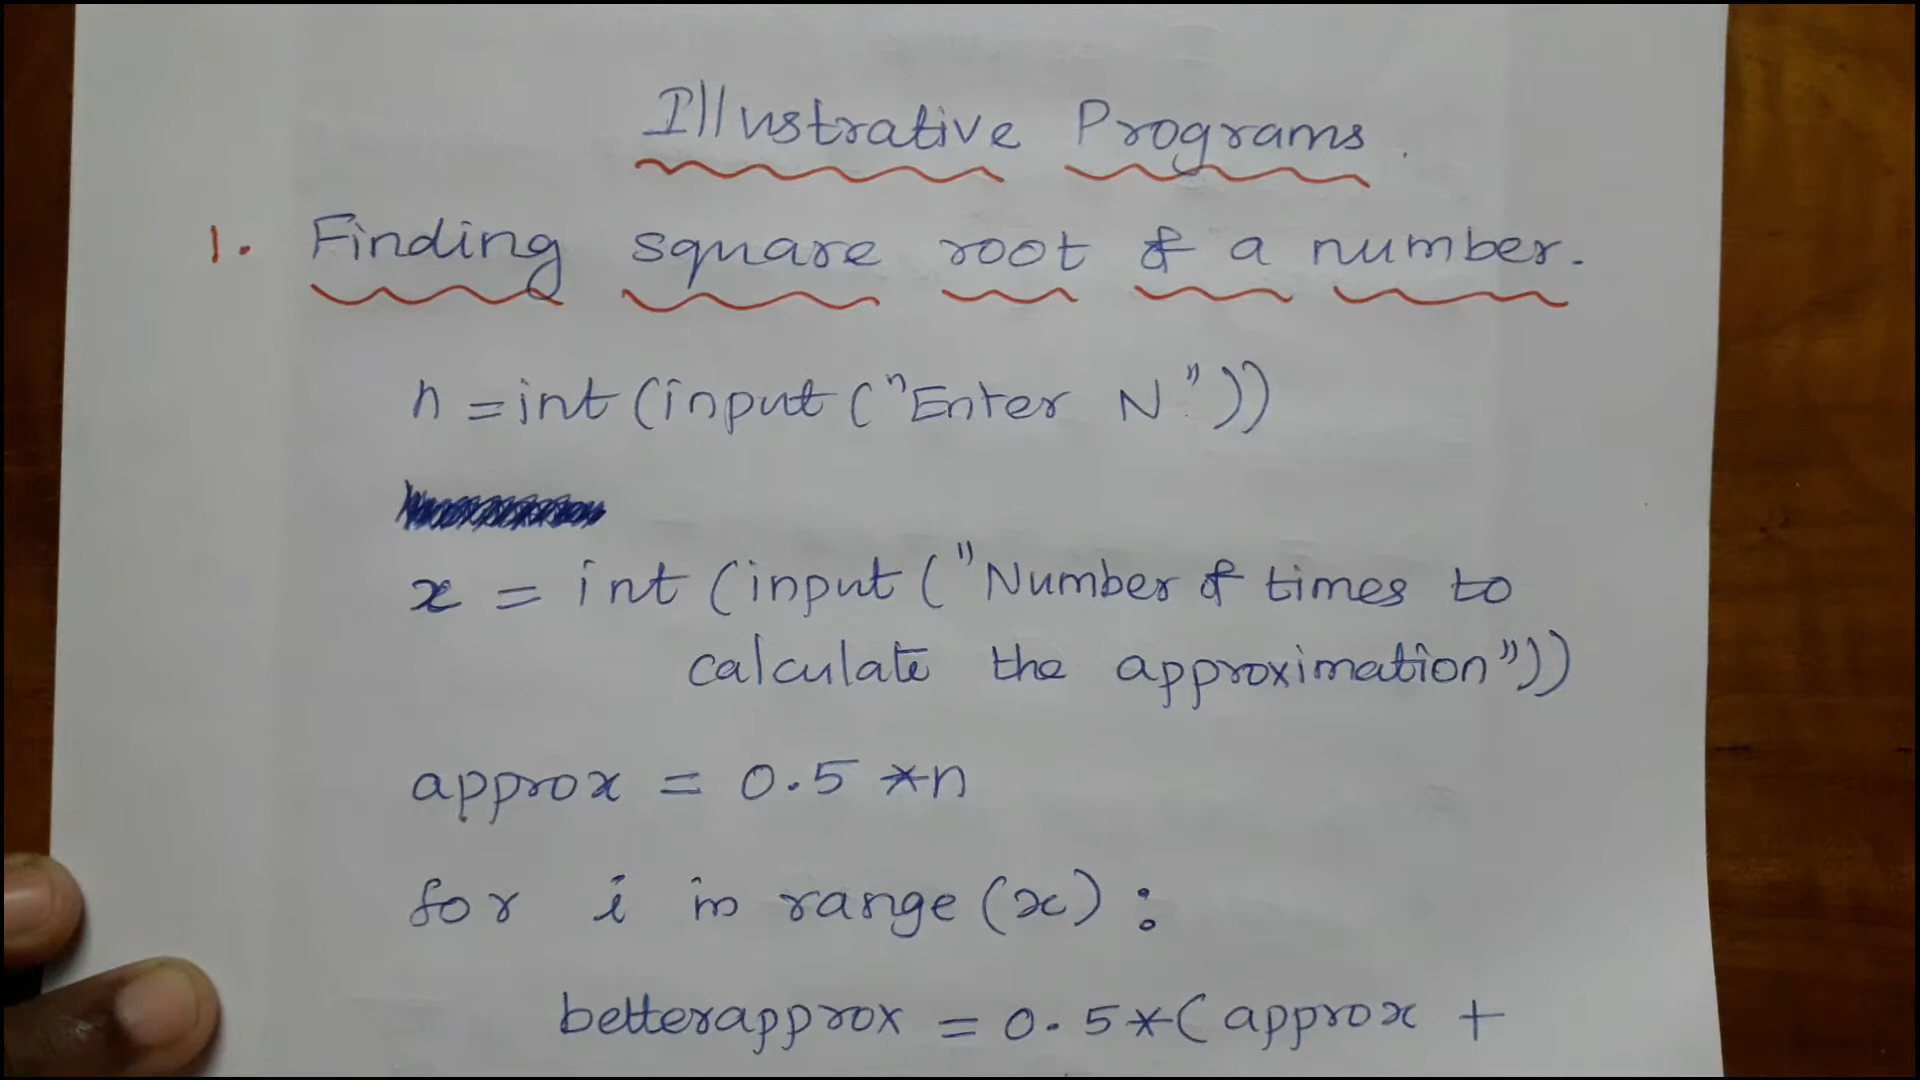 Illustrative Programs.
1. Finding square root of a number.
n = int (input ("Enter N"))
x = int (input ("Number of times to
calculate the approximation"))
approx = 0.5 *n
for i in range (x) :
betterapprox = 0.5*(approx +